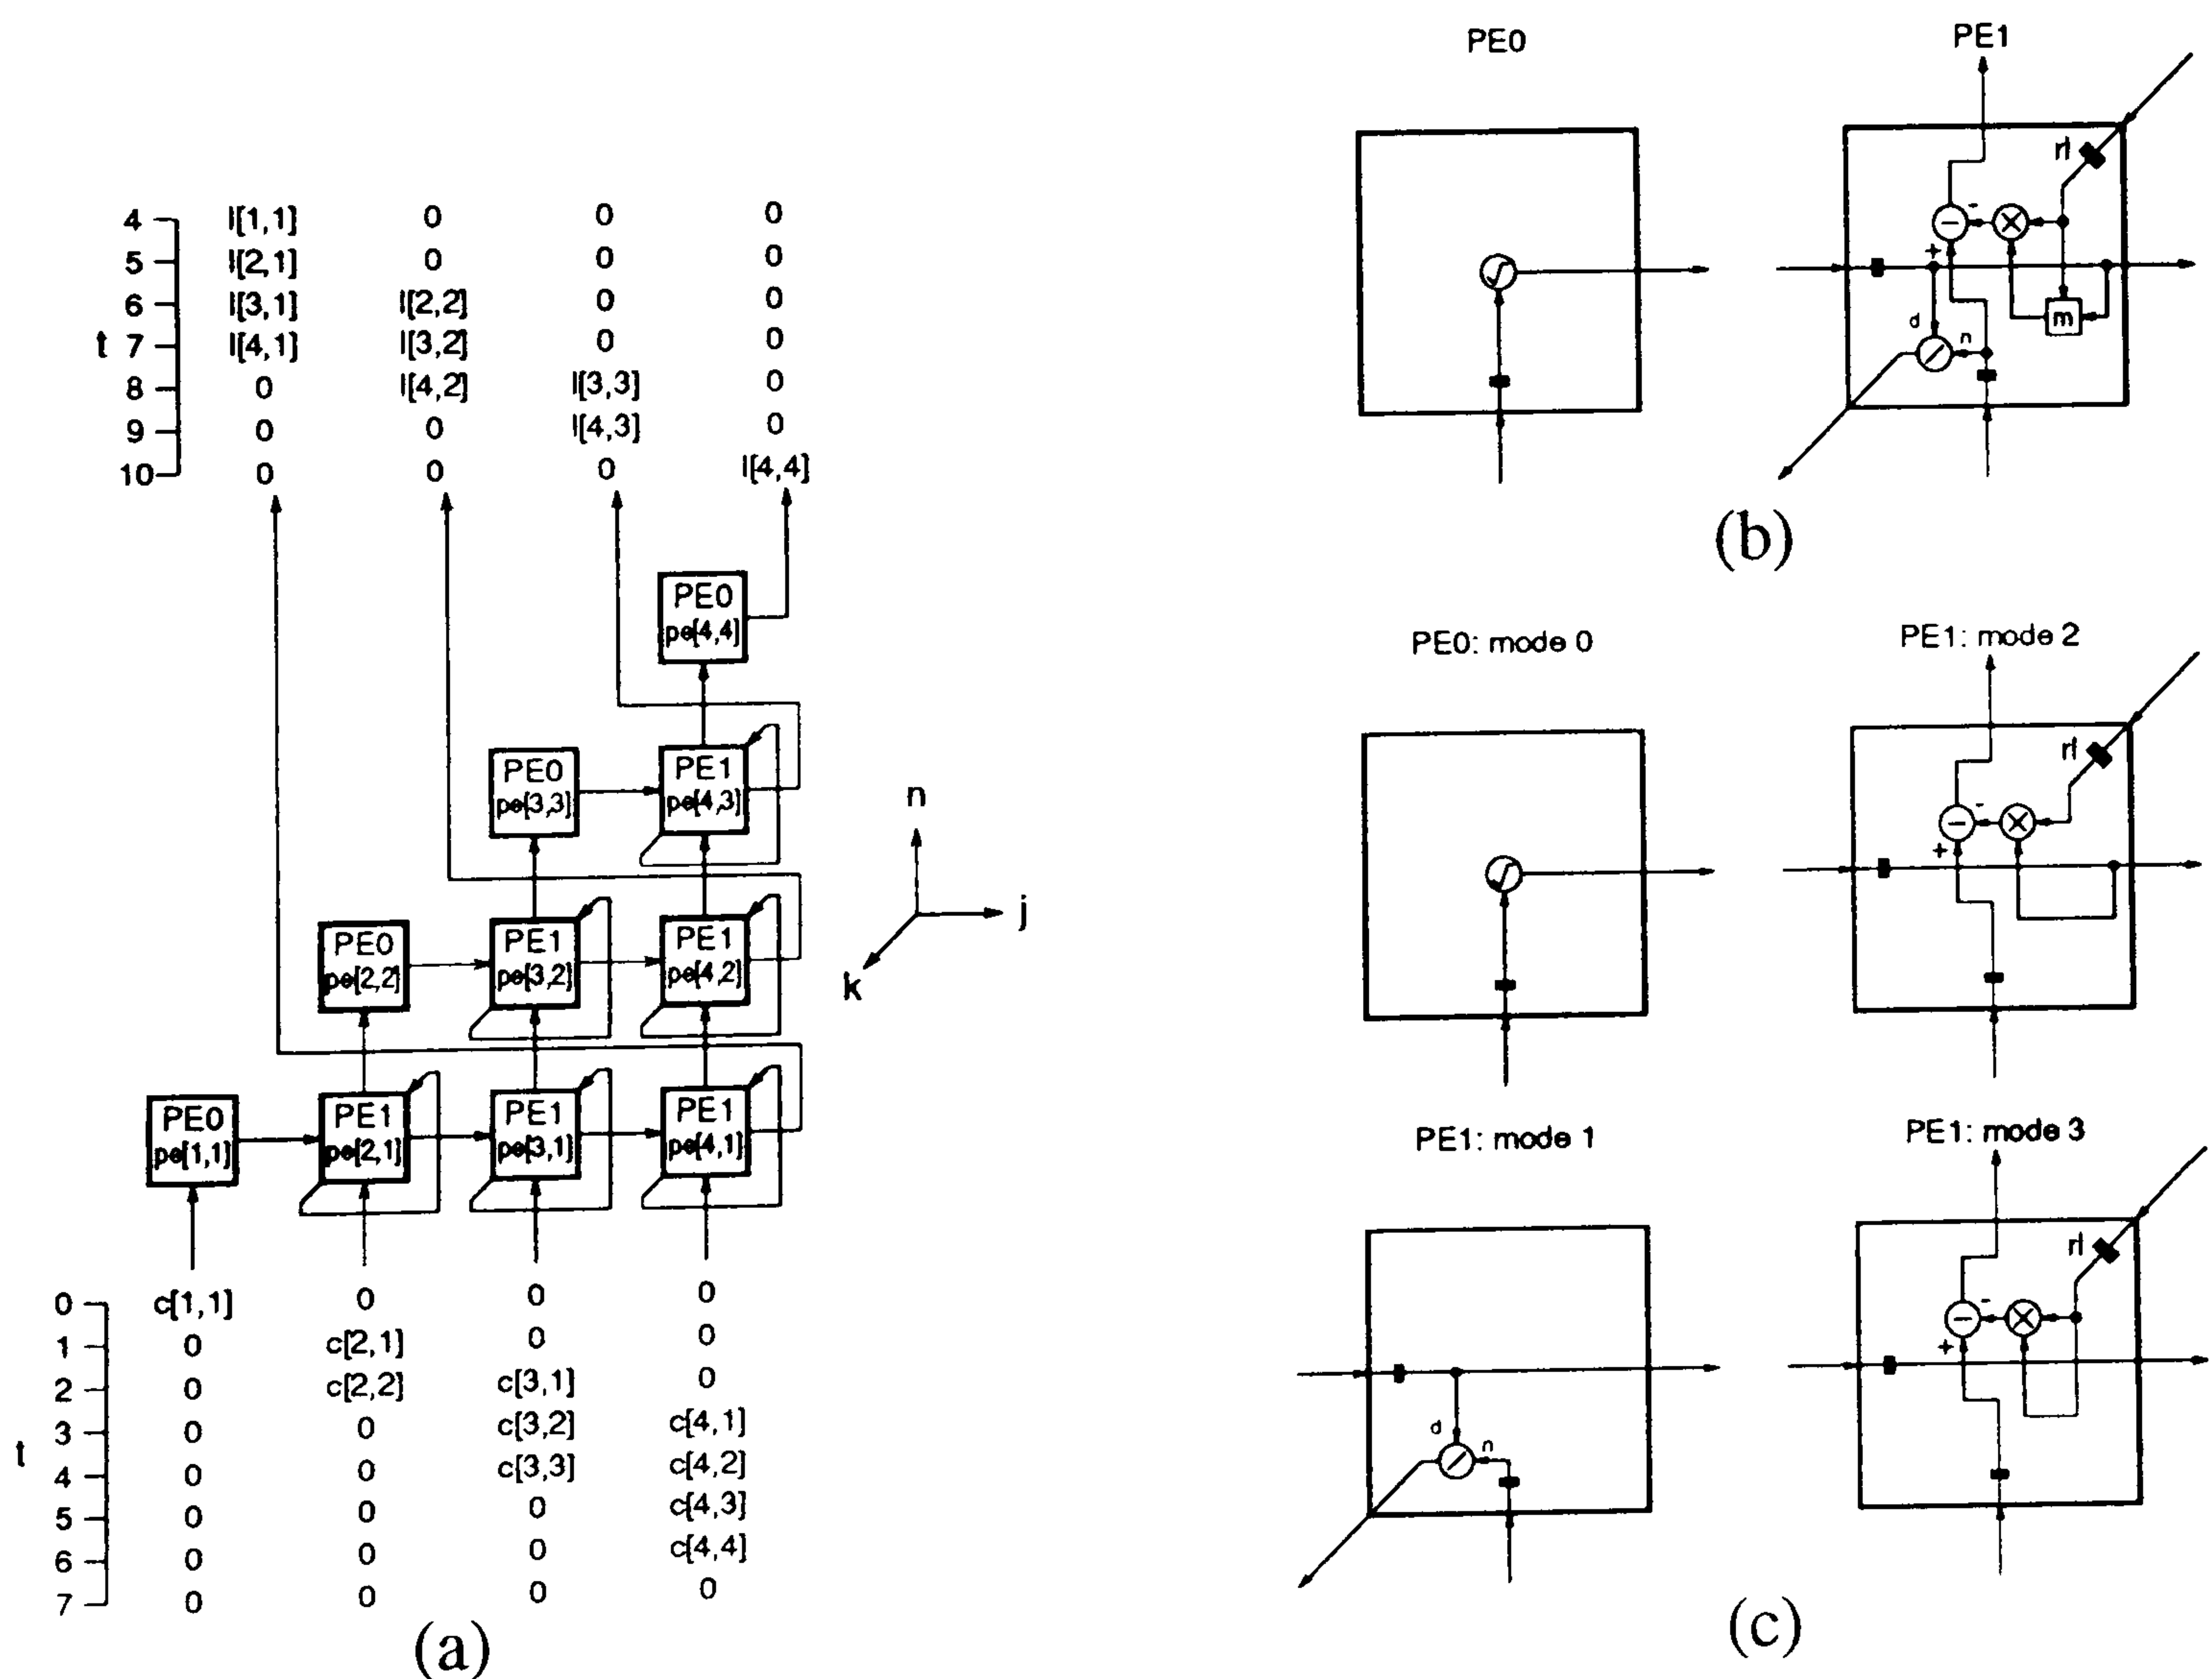 4 l[1,1] 0 0 0
5 l[2,1] 0 0 0
6 l[3,1] l[2,2] 0 0
t 7 l[4,1] l[3,2] 0 0
8 0 l[4,2] l[3,3] 0
9 0 0 l[4,3] 0
10 0 0 0 l[4,4]
PE0
pe[4,4]
PE0
pe[3,3]
PE1
pe[4,3]
PE0
pe[2,2]
PE1
pe[3,2]
PE1
pe[4,2]
PE0
pe[1,1]
PE1
pe[2,1]
PE1
pe[3,1]
PE1
pe[4,1]
n
j
k
0 c[1,1] 0 0 0
1 0 c[2,1] 0 0
2 0 c[2,2] c[3,1] 0
3 0 0 c[3,2] c[4,1]
t 4 0 0 c[3,3] c[4,2]
5 0 0 0 c[4,3]
6 0 0 0 c[4,4]
7 0 0 0 0
(a)
PE0
PE1
rl
-
+
d
n
m
(b)
PE0: mode 0
PE1: mode 2
rl
-
+
PE1: mode 1
d
n
PE1: mode 3
rl
-
+
(c)